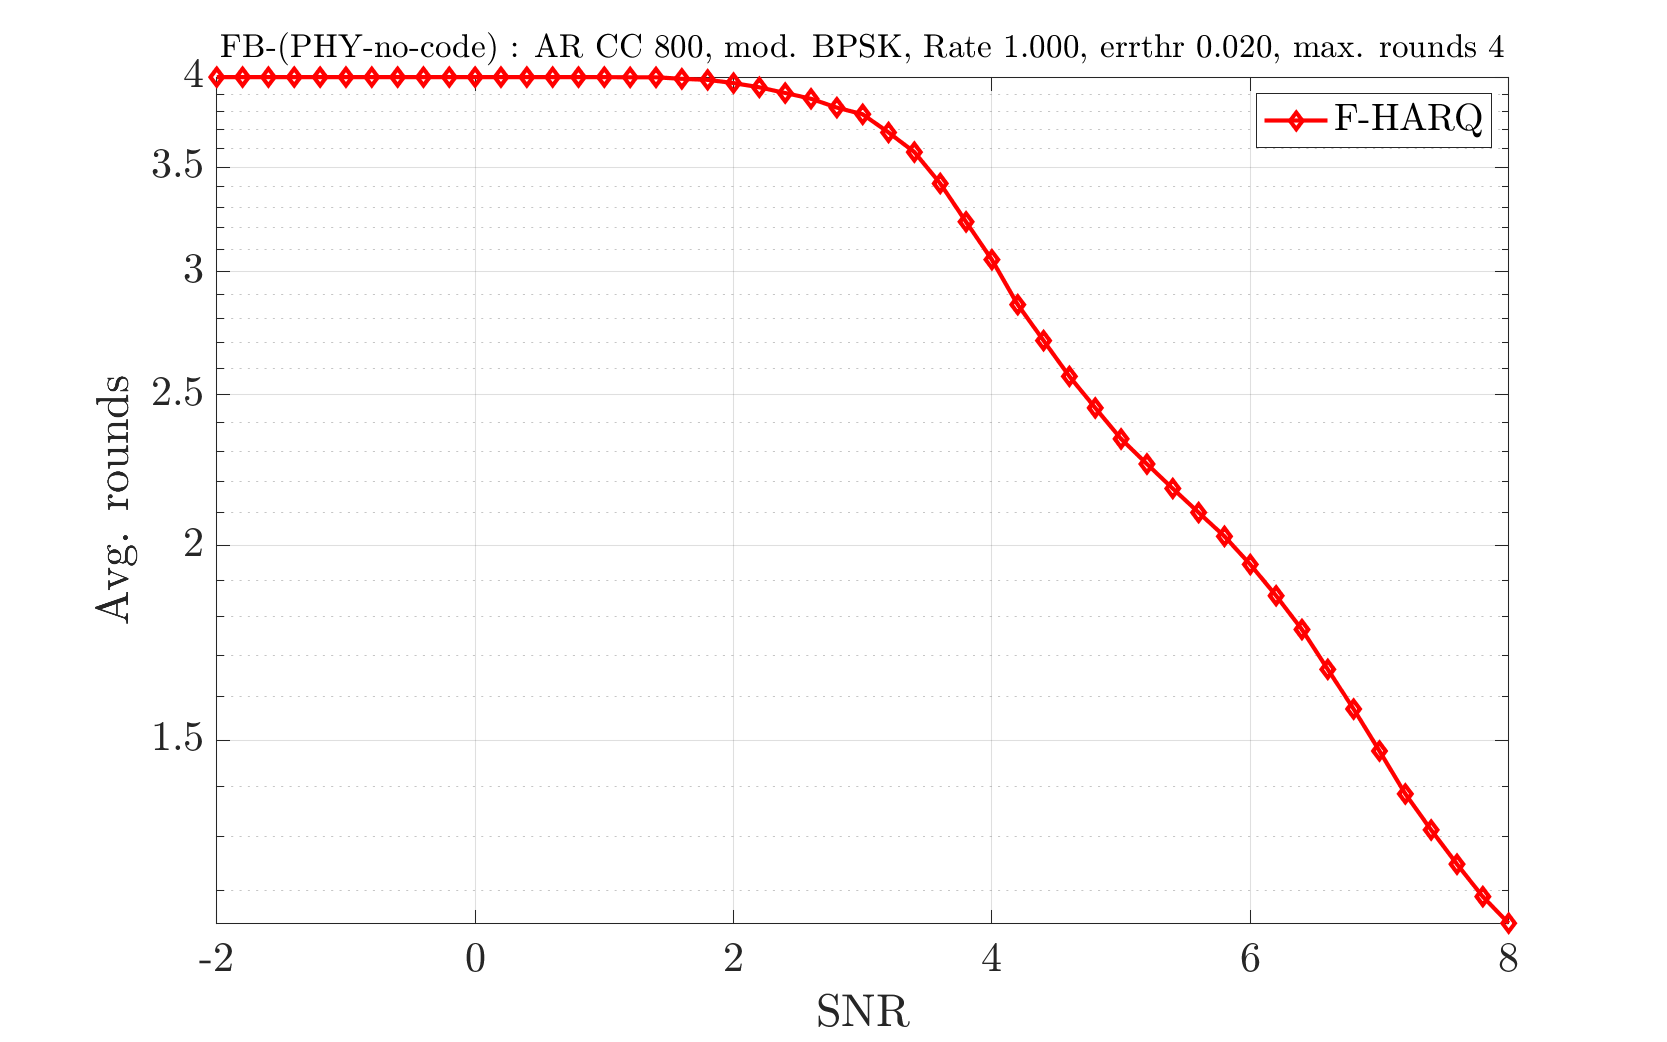 FB-(PHY-no-code) : AR CC 800, mod. BPSK, Rate 1.000, errthr 0.020, max. rounds 4
F-HARQ
4
3.5
3
2.5
2
1.5
Avg. rounds
-2 0 2 4 6 8
SNR